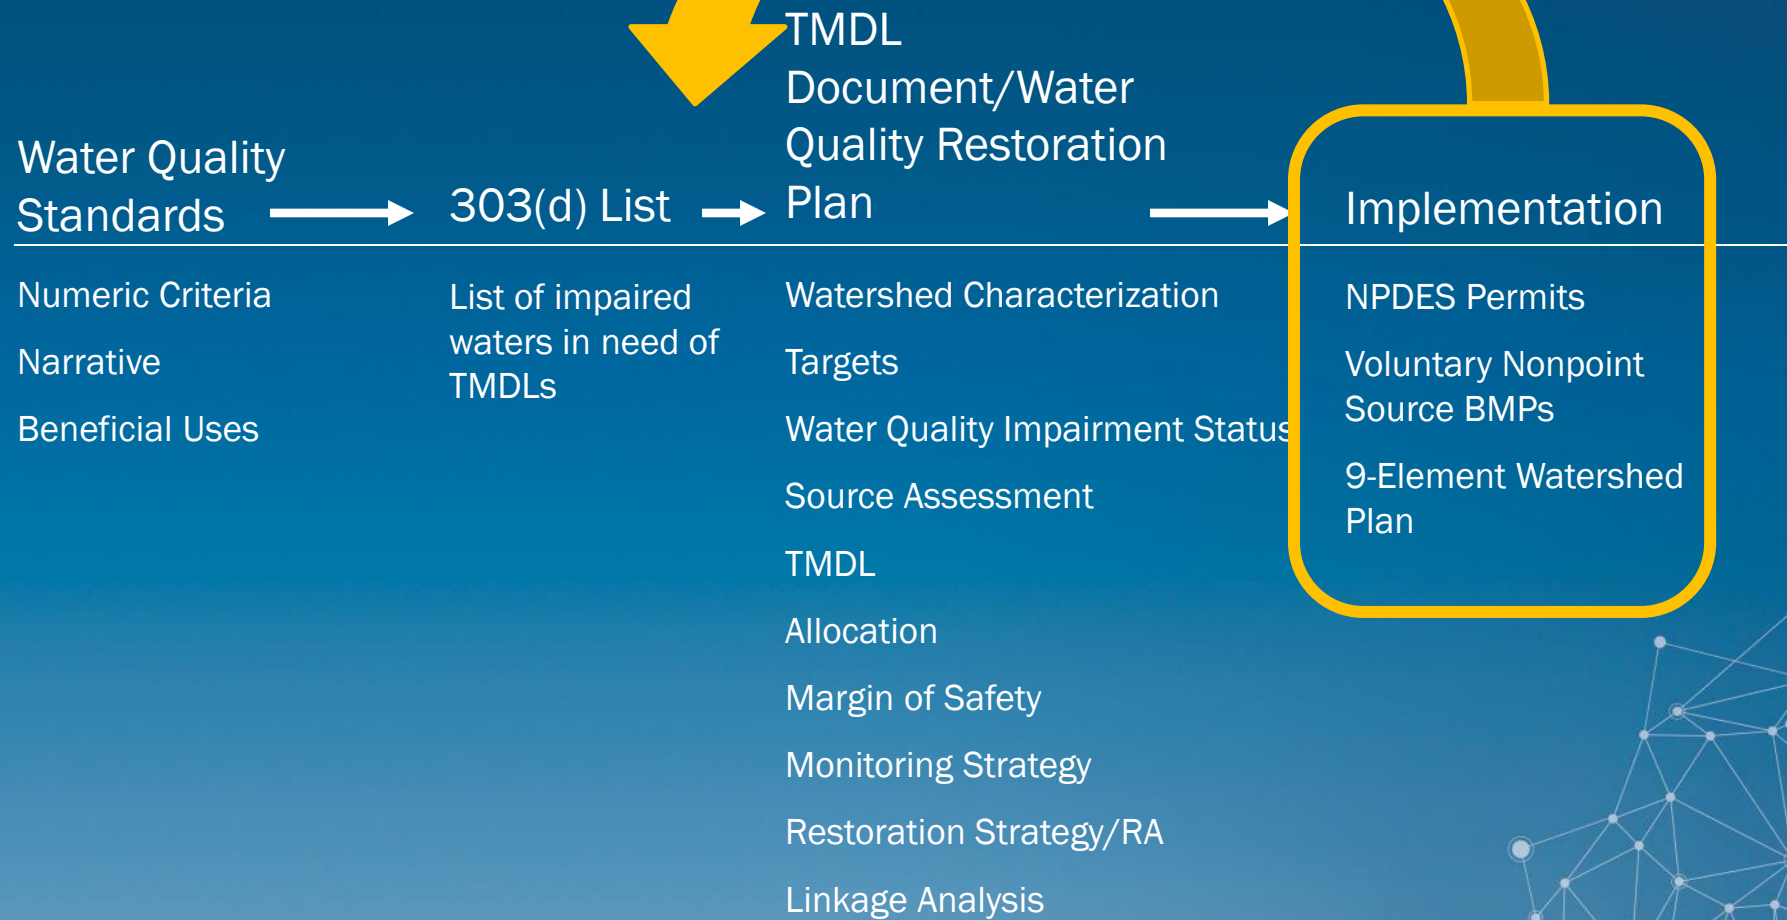 Water Quality
Standards
303(d) List
TMDL
Document/Water
Quality Restoration
Plan
Implementation
Numeric Criteria
Narrative
Beneficial Uses
List of impaired
waters in need of
TMDLs
Watershed Characterization
Targets
Water Quality Impairment Status
Source Assessment
TMDL
Allocation
Margin of Safety
Monitoring Strategy
Restoration Strategy/RA
Linkage Analysis
NPDES Permits
Voluntary Nonpoint
Source BMPs
9-Element Watershed
Plan